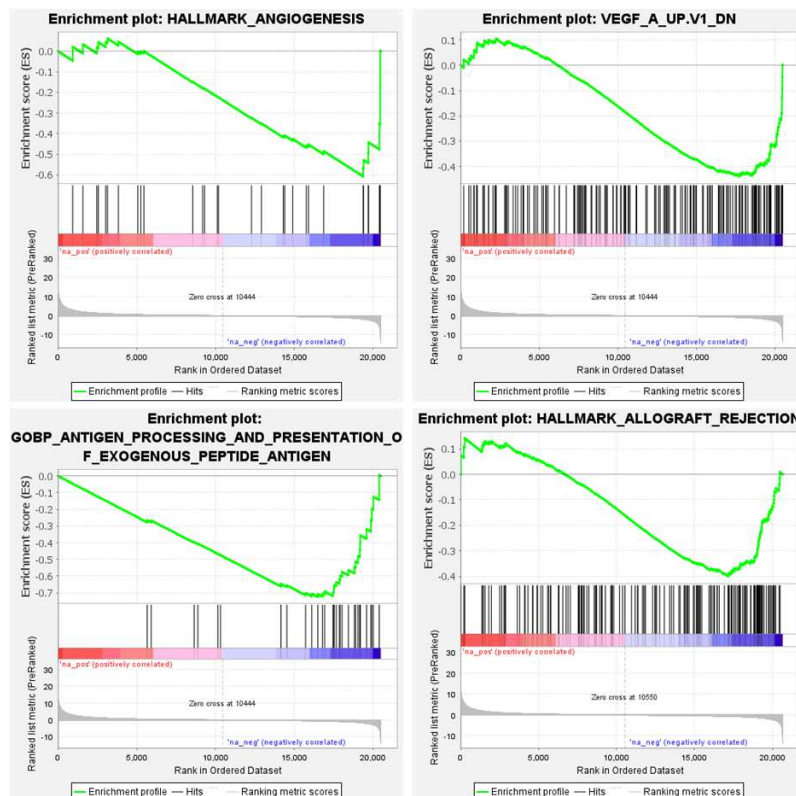 Enrichment plot: HALLMARK_ANGIOGENESIS
Enrichment score (ES)
0.0
-0.1
-0.2
-0.3
-0.4
-0.5
-0.6
'na_pos' (positively correlated)
Ranked list metric (PreRanked)
30
20
10
0
-10
Zero cross at 10444
'na_neg' (negatively correlated)
0 5,000 10,000 15,000 20,000
Rank in Ordered Dataset
Enrichment profile Hits Ranking metric scores
Enrichment plot: VEGF_A_UP.V1_DN
Enrichment score (ES)
0.1
0.0
-0.1
-0.2
-0.3
-0.4
'na_pos' (positively correlated)
Ranked list metric (PreRanked)
30
20
10
0
-10
Zero cross at 10444
'na_neg' (negatively correlated)
0 5,000 10,000 15,000 20,000
Rank in Ordered Dataset
Enrichment profile Hits Ranking metric scores
Enrichment plot:
GOBP_ANTIGEN_PROCESSING_AND_PRESENTATION_O
F_EXOGENOUS_PEPTIDE_ANTIGEN
Enrichment score (ES)
0.0
-0.1
-0.2
-0.3
-0.4
-0.5
-0.6
-0.7
'na_pos' (positively correlated)
Ranked list metric (PreRanked)
30
20
10
0
-10
Zero cross at 10444
'na_neg' (negatively correlated)
0 5,000 10,000 15,000 20,000
Rank in Ordered Dataset
Enrichment profile Hits Ranking metric scores
Enrichment plot: HALLMARK_ALLOGRAFT_REJECTION
Enrichment score (ES)
0.1
0.0
-0.1
-0.2
-0.3
-0.4
'na_pos' (positively correlated)
Ranked list metric (PreRanked)
30
20
10
0
-10
Zero cross at 10550
'na_neg' (negatively correlated)
0 5,000 10,000 15,000 20,000
Rank in Ordered Dataset
Enrichment profile Hits Ranking metric scores